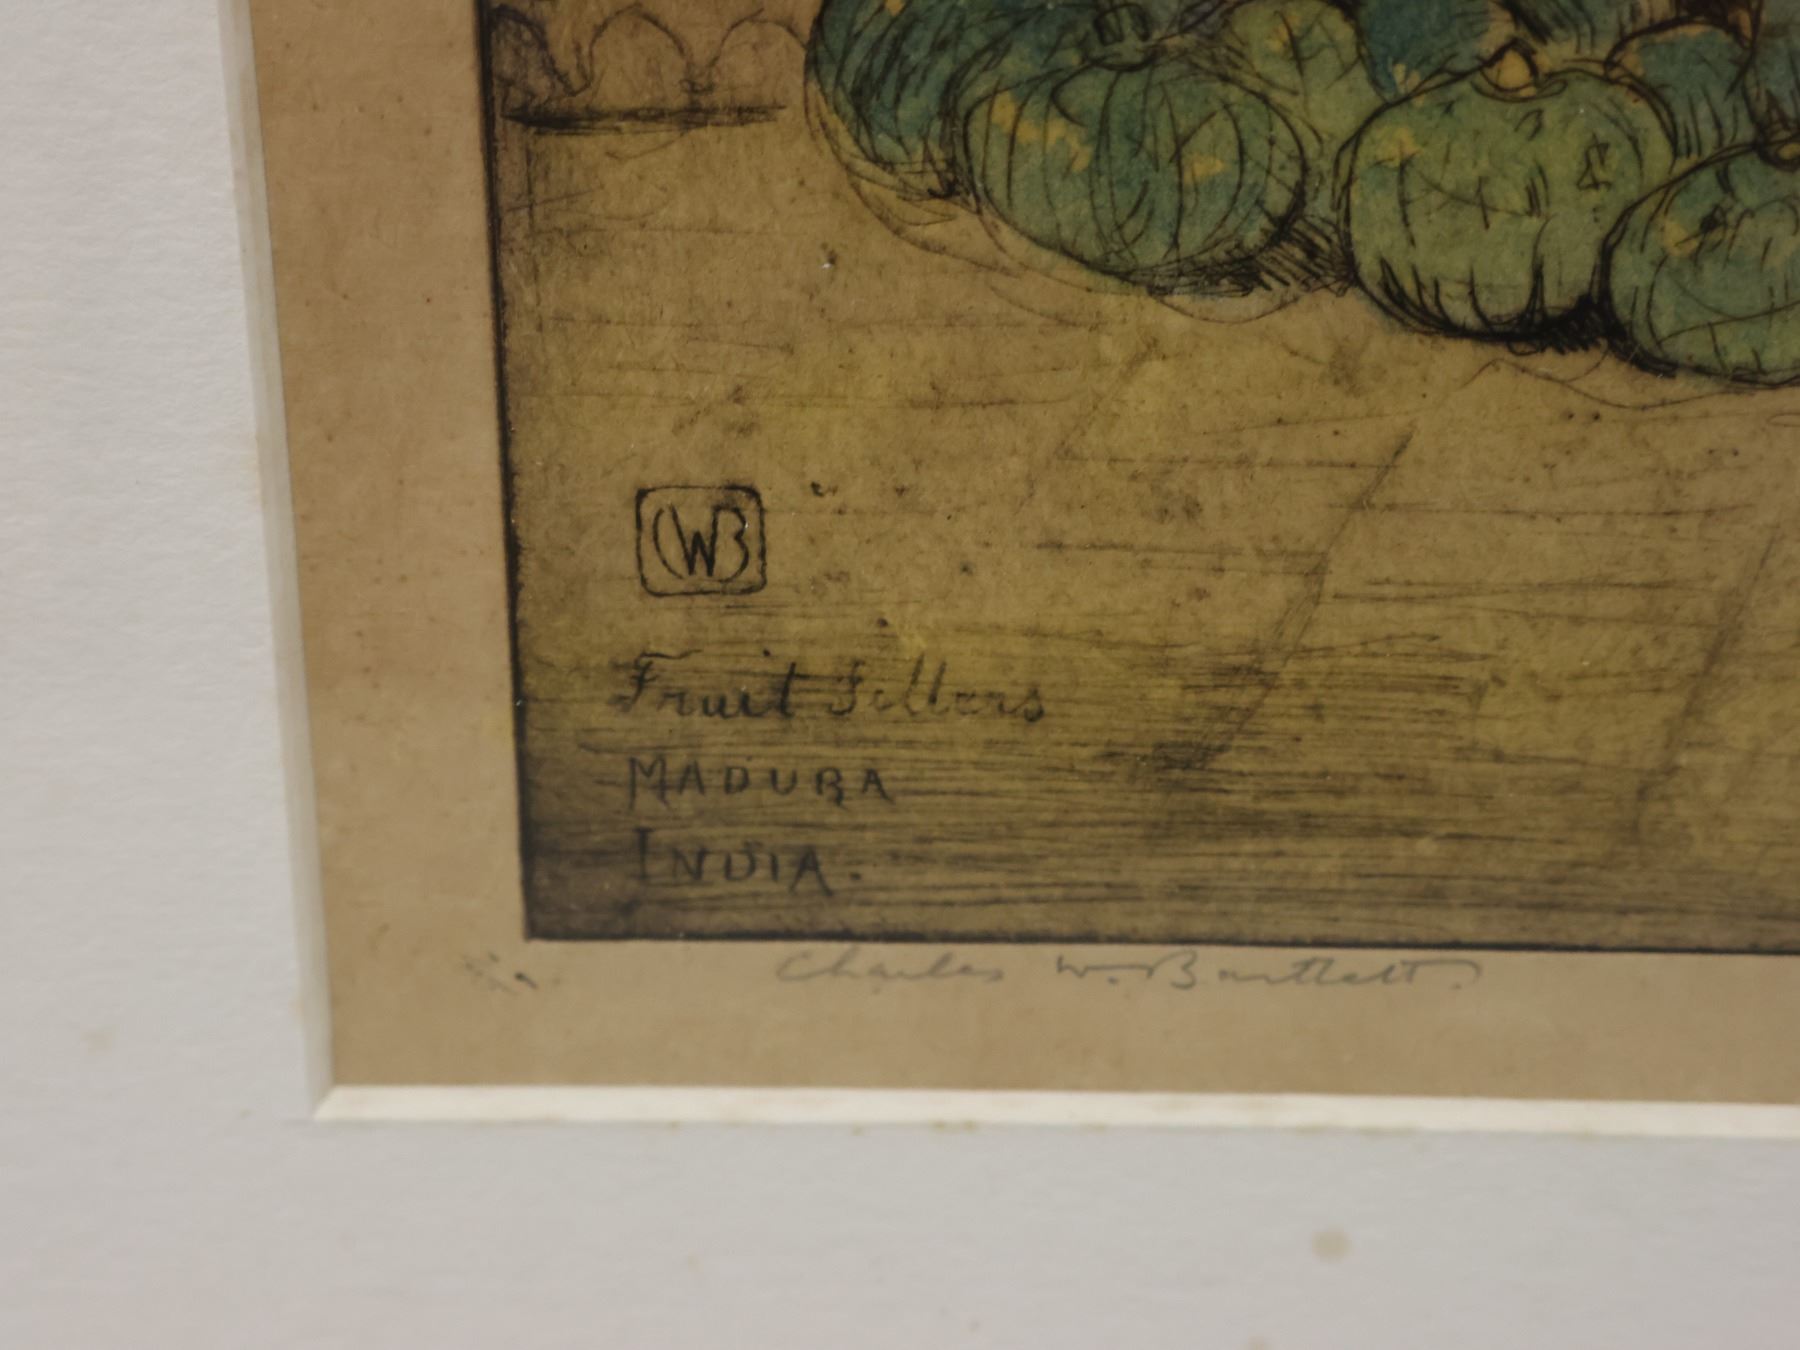 CWB
Fruit Sellers
MADURA
INDIA.
Charles W. Bartlett.